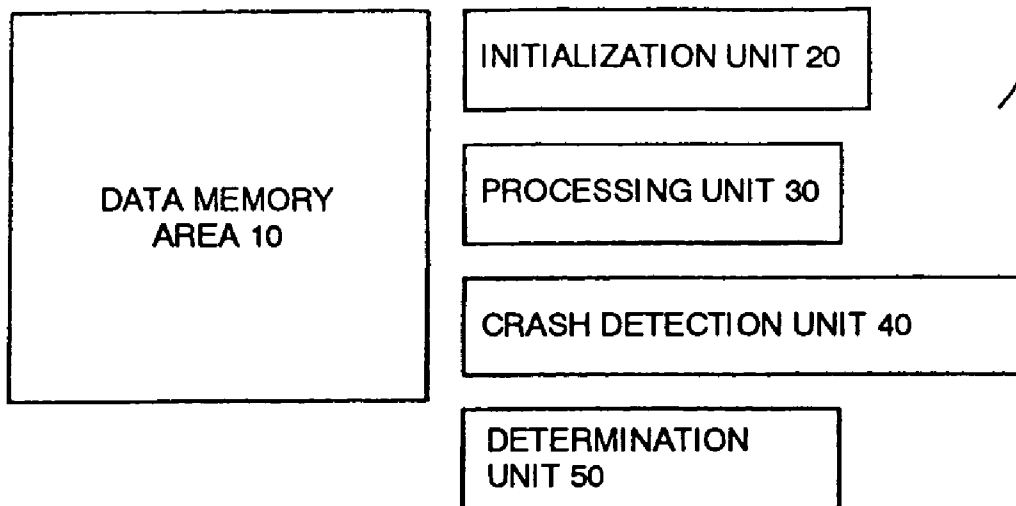 DATA MEMORY
AREA 10
INITIALIZATION UNIT 20
PROCESSING UNIT 30
CRASH DETECTION UNIT 40
DETERMINATION
UNIT 50